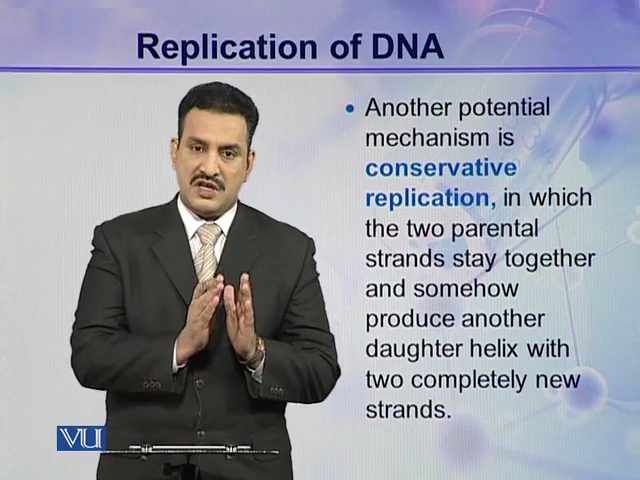 Replication of DNA
• Another potential
mechanism is
conservative
replication, in which
the two parental
strands stay together
and somehow
produce another
daughter helix with
two completely new
strands.
VU